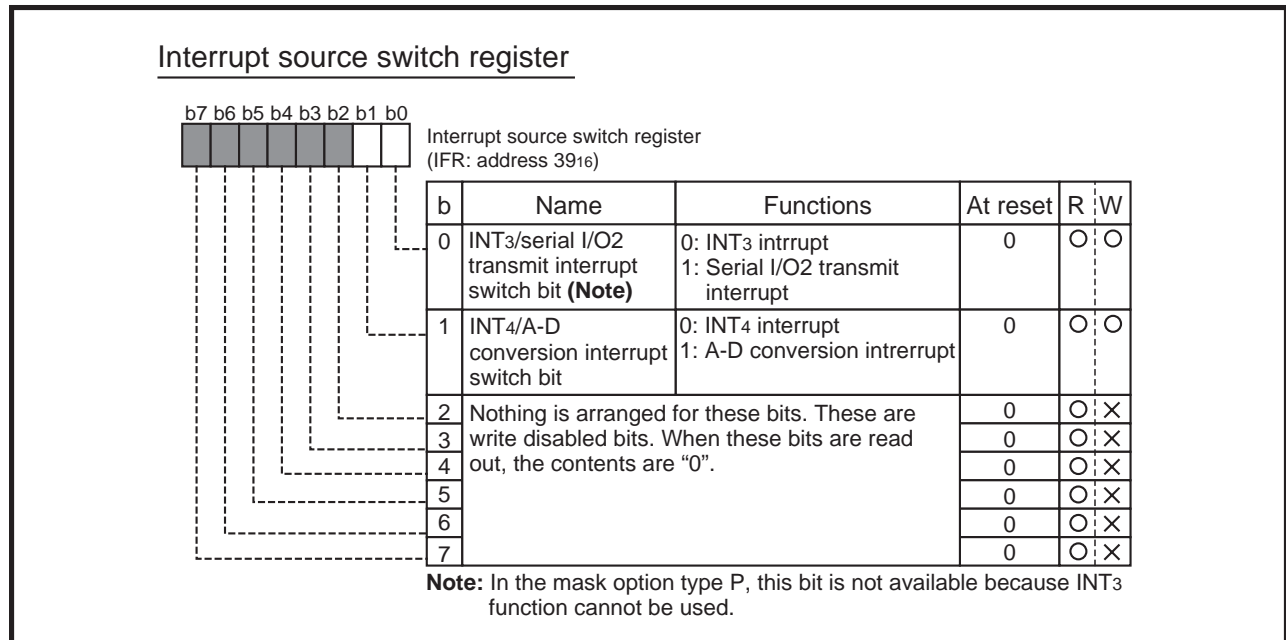 Interrupt source switch register
b7 b6 b5 b4 b3 b2 b1 b0
Interrupt source switch register
(IFR: address 3916)
b Name Functions At reset R W
0 INT3/serial I/O2 transmit interrupt switch bit (Note) 0: INT3 intrrupt 1: Serial I/O2 transmit interrupt 0 O O
1 INT4/A-D conversion interrupt switch bit 0: INT4 interrupt 1: A-D conversion intrerrupt 0 O O
2 Nothing is arranged for these bits. These are 0 O ×
3 write disabled bits. When these bits are read 0 O ×
4 out, the contents are “0”. 0 O ×
5 0 O ×
6 0 O ×
7 0 O ×
Note: In the mask option type P, this bit is not available because INT3
function cannot be used.